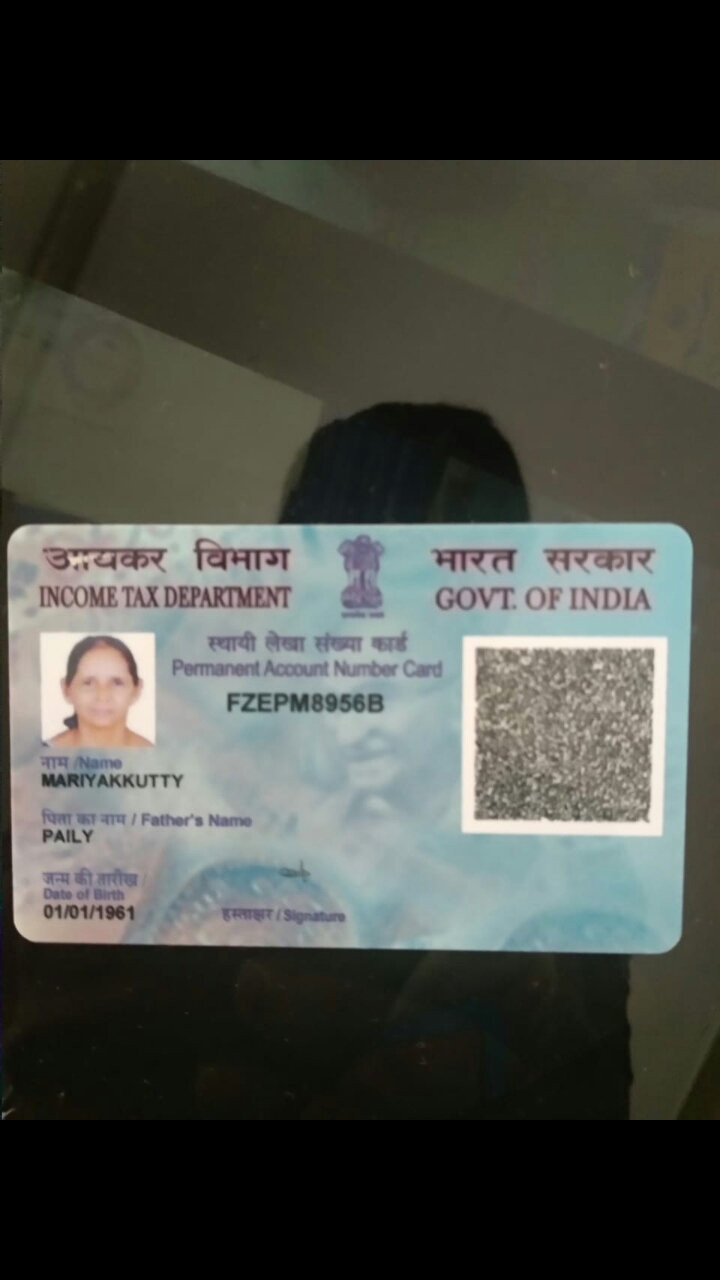 आयकर विभाग
INCOME TAX DEPARTMENT
भारत सरकार
GOVT. OF INDIA
स्थायी लेखा संख्या कार्ड
Permanent Account Number Card
FZEPM8956B
नाम /Name
MARIYAKKUTTY
पिता का नाम / Father's Name
PAILY
जन्म की तारीख /
Date of Birth
01/01/1961
हस्ताक्षर / Signature